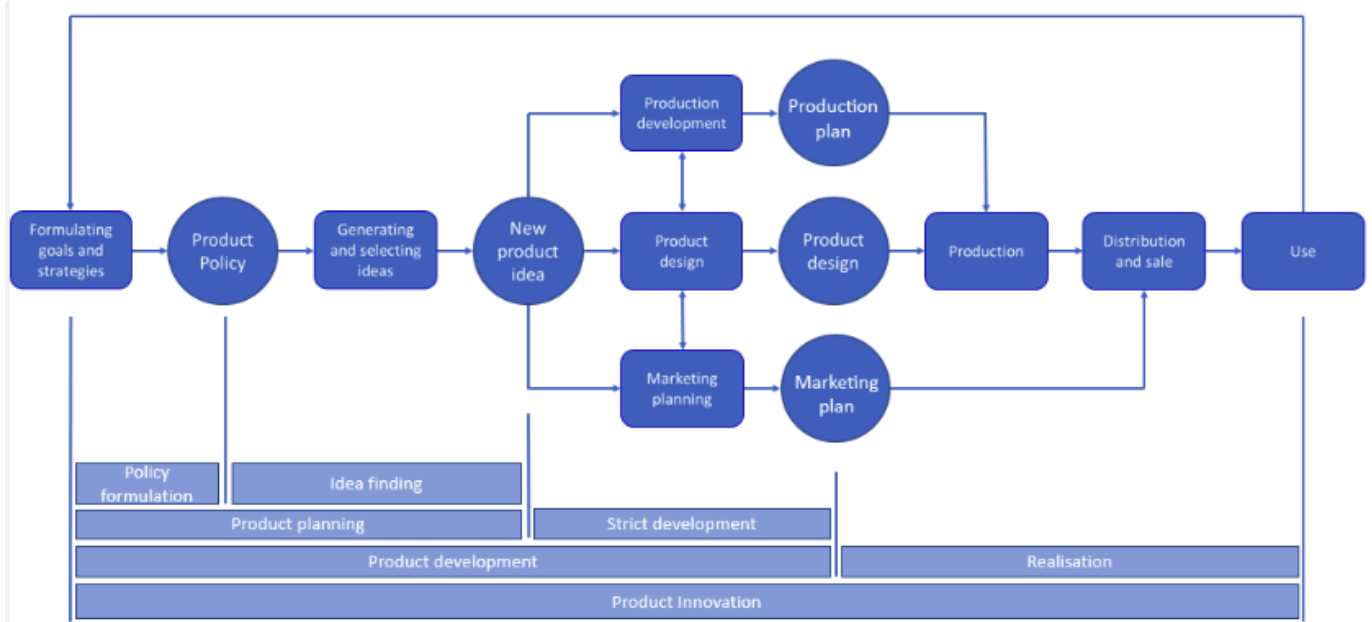 Production
development
Production
plan
Formulating
goals and
strategies
Product
Policy
Generating
and selecting
ideas
New
product
idea
Product
design
Product
design
Production
Distribution
and sale
Use
Marketing
planning
Marketing
plan
Policy
formulation
Idea finding
Product planning
Strict development
Product development
Realisation
Product Innovation